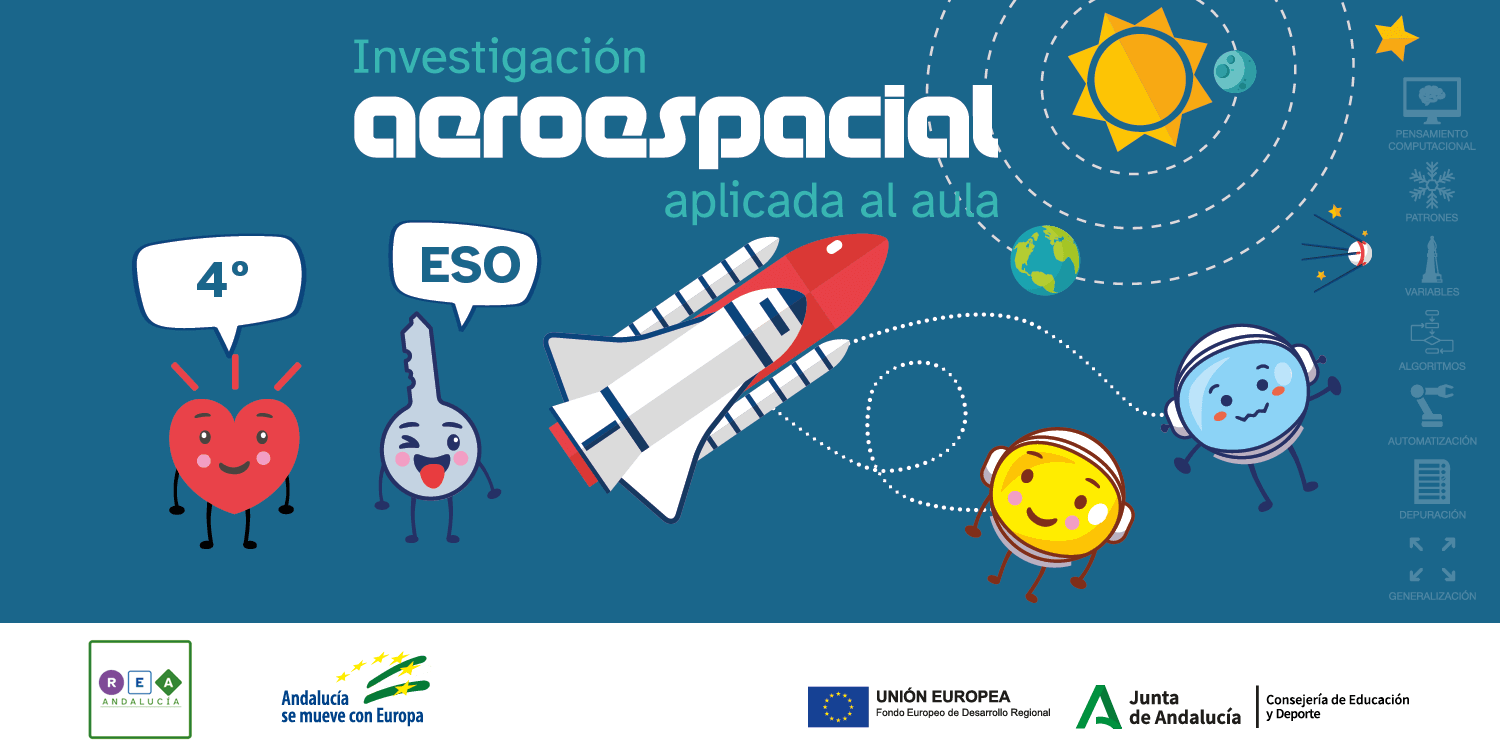 Investigación
aeroespacial
aplicada al aula
4º
ESO
PENSAMIENTO
COMPUTACIONAL
PATRONES
VARIABLES
ALGORITMOS
AUTOMATIZACIÓN
DEPURACIÓN
GENERALIZACIÓN
R E A
ANDALUCÍA
Andalucía
se mueve con Europa
UNIÓN EUROPEA
Fondo Europeo de Desarrollo Regional
Junta
de Andalucía
Consejería de Educación
y Deporte